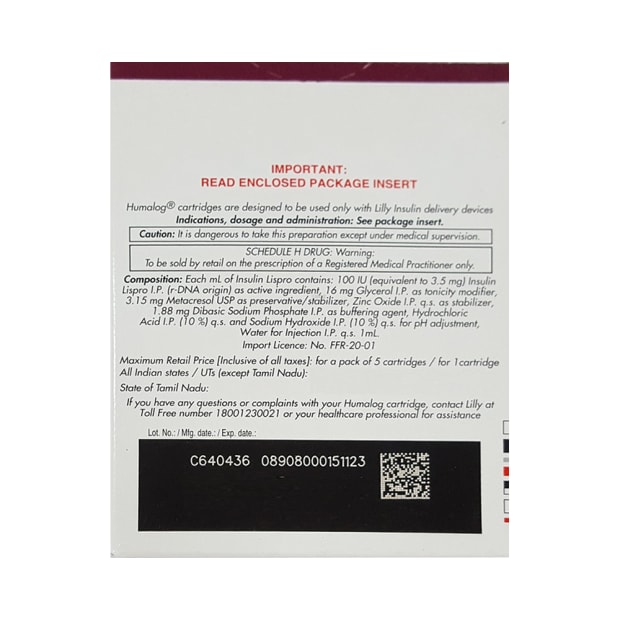 IMPORTANT:
READ ENCLOSED PACKAGE INSERT
Humalog® cartridges are designed to be used only with Lilly Insulin delivery devices
Indications, dosage and administration: See package insert.
Caution: It is dangerous to take this preparation except under medical supervision.
SCHEDULE H DRUG: Warning:
To be sold by retail on the prescription of a Registered Medical Practitioner only.
Composition: Each mL of Insulin Lispro contains: 100 IU (equivalent to 3.5 mg) Insulin
Lispro I.P. (r-DNA origin) as active ingredient, 16 mg Glycerol I.P. as tonicity modifier,
3.15 mg Metacresol USP as preservative/stabilizer, Zinc Oxide I.P. q.s. as stabilizer,
1.88 mg Dibasic Sodium Phosphate I.P. as buffering agent, Hydrochloric
Acid I.P. (10 %) q.s. and Sodium Hydroxide I.P. (10 %) q.s. for pH adjustment,
Water for Injection I.P. q.s. 1mL.
Import Licence: No. FFR-20-01
Maximum Retail Price [Inclusive of all taxes]: for a pack of 5 cartridges / for 1cartridge
All Indian states / UTs (except Tamil Nadu):
State of Tamil Nadu:
If you have any questions or complaints with your Humalog cartridge, contact Lilly at
Toll Free number 18001230021 or your healthcare professional for assistance
Lot. No.: / Mfg. date.: / Exp. date.:
C640436 08908000151123